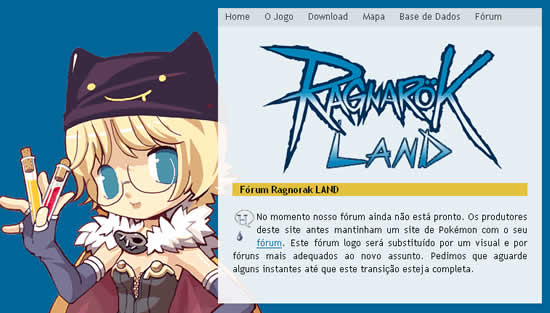 Home O Jogo Download Mapa Base de Dados Fórum
RAGNARÖK
LAND
Fórum Ragnorak LAND
No momento nosso fórum ainda não está pronto. Os produtores
deste site antes mantinham um site de Pokémon com o seu
fórum. Este fórum logo será substituído por um visual e por
fóruns mais adequados ao novo assunto. Pedimos que aguarde
alguns instantes até que este transição esteja completa.